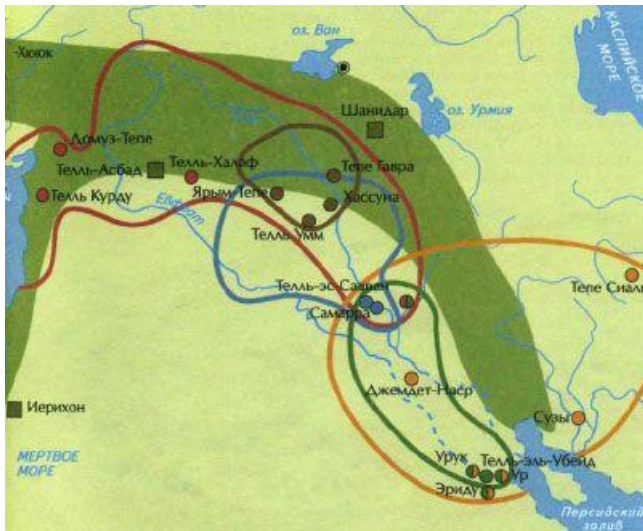 -Хююк
оз. Ван
КАСПИЙСКОЕ
МОРЕ
Шанидар
оз. Урмия
Домуз-Тепе
Телль-Асбад
Телль-Халаф
Тепе Гавра
Телль Курду
Ярым-Тепе
Хассуна
Евфрат
Телль Умм
Телль-эс-Савван
Тепе Сиалк
Самарра
Джемдет-Наср
Иерихон
Сузы
МЕРТВОЕ
МОРЕ
Урук
Телль-эль-Убейд
Ур
Эриду
Персидский
залив